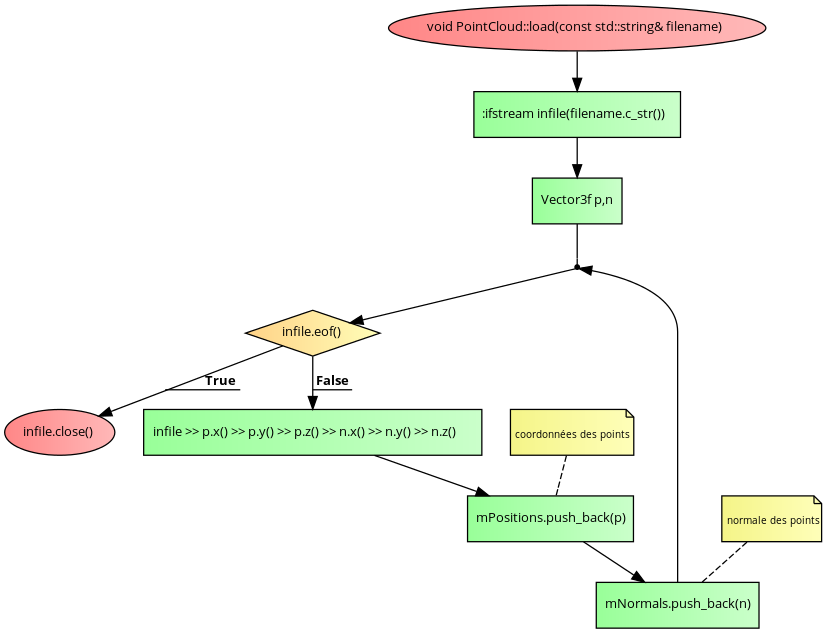 void PointCloud::load(const std::string& filename)
:ifstream infile(filename.c_str())
Vector3f p,n
infile.eof()
True
False
infile.close()
infile >> p.x() >> p.y() >> p.z() >> n.x() >> n.y() >> n.z()
coordonnées des points
mPositions.push_back(p)
normale des points
mNormals.push_back(n)